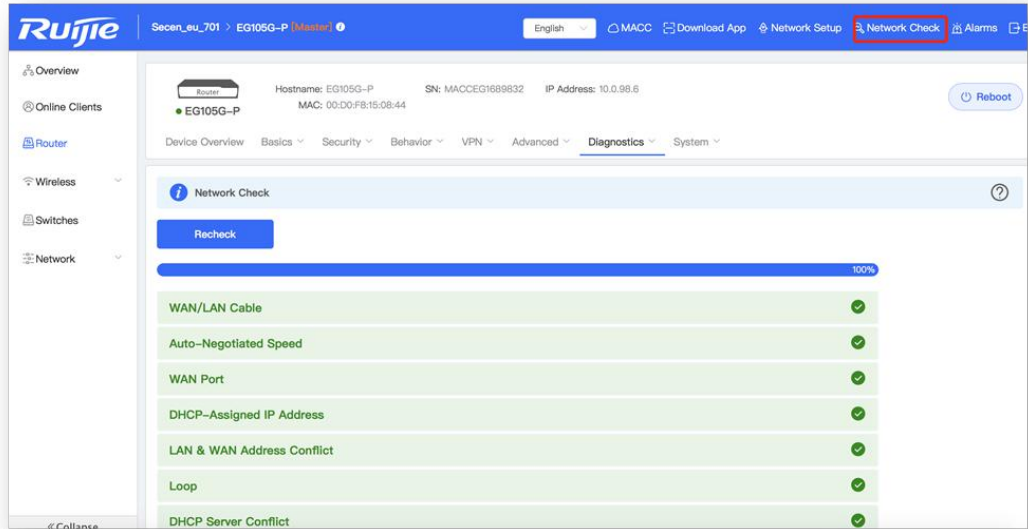 Ruijie
Secen_eu_701 > EG105G-P [Master]
English
MACC
Download App
Network Setup
Network Check
Alarms
Overview
Online Clients
Router
Wireless
Switches
Network
Collapse
Router
EG105G-P
Hostname: EG105G-P
SN: MACCEG1689832
IP Address: 10.0.98.6
MAC: 00:D0:F8:15:08:44
Reboot
Device Overview
Basics
Security
Behavior
VPN
Advanced
Diagnostics
System
Network Check
Recheck
100%
WAN/LAN Cable
Auto-Negotiated Speed
WAN Port
DHCP-Assigned IP Address
LAN & WAN Address Conflict
Loop
DHCP Server Conflict